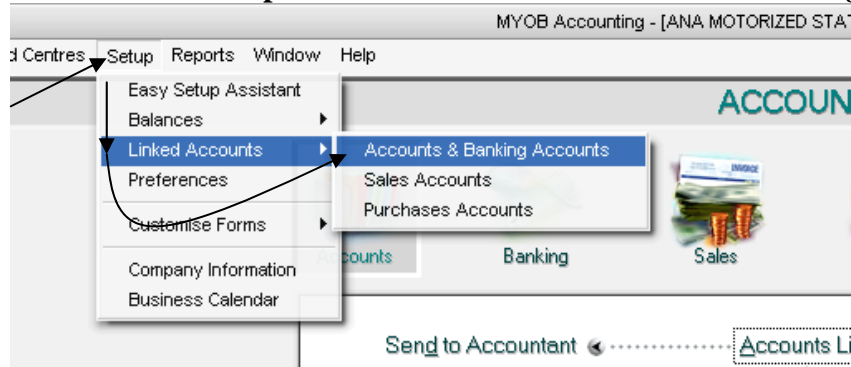 MYOB Accounting - [ANA MOTORIZED STAT
d Centres Setup Reports Window Help
Easy Setup Assistant
Balances
Linked Accounts
Preferences
Customise Forms
Company Information
Business Calendar
Accounts & Banking Accounts
Sales Accounts
Purchases Accounts
ACCOUN
INVOICE
counts
Banking
Sales
Send to Accountant
Accounts Li